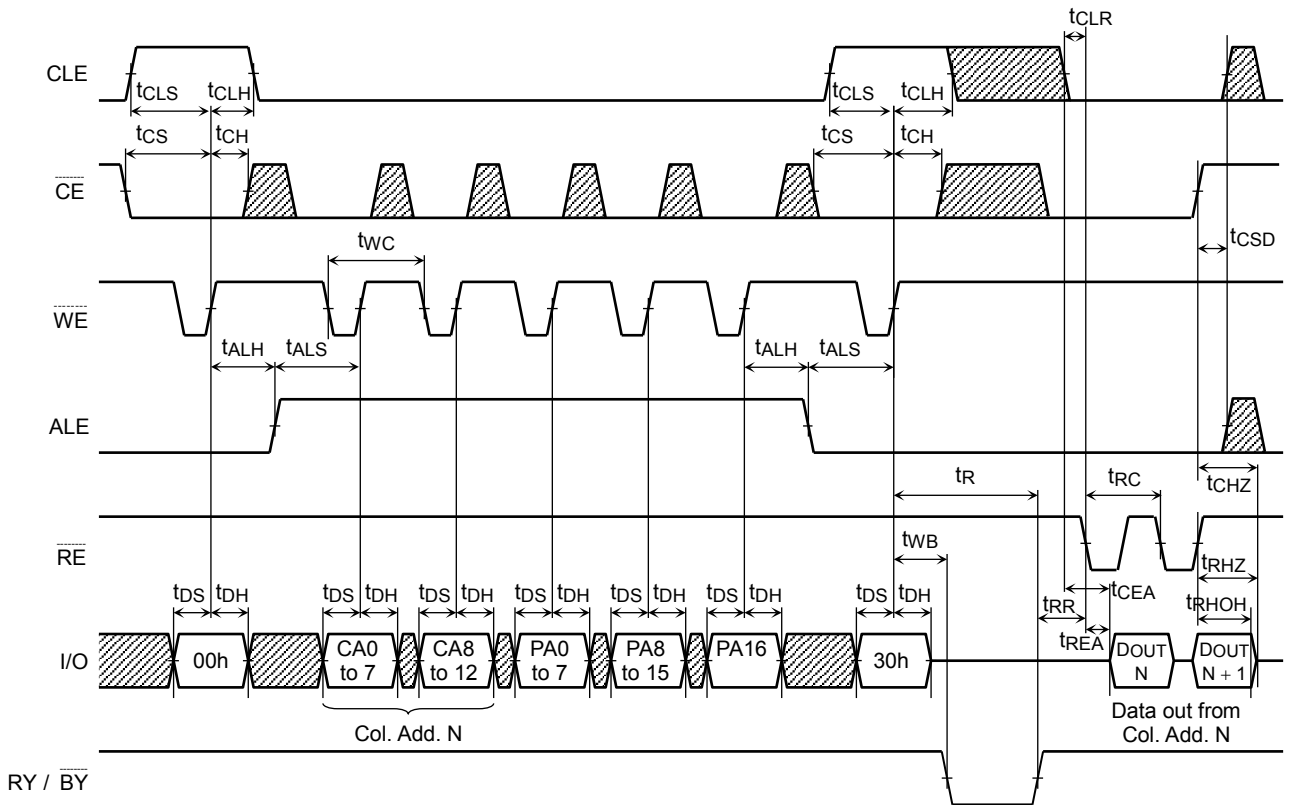 tCLR
CLE
tCLS tCLH tCLS tCLH
tCS tCH tCS tCH
CE
tCSD
tWC
WE
tALH tALS tALH tALS
ALE
tR tRC tCHZ
RE
tWB tRHZ
tDS tDH tDS tDH tDS tDH tDS tDH tDS tDH tDS tDH tDS tDH tCEA
tRR tRHOH
tREA
I/O 00h CA0 to 7 CA8 to 12 PA0 to 7 PA8 to 15 PA16 30h DOUT N DOUT N + 1
Col. Add. N
Data out from
Col. Add. N
RY / BY